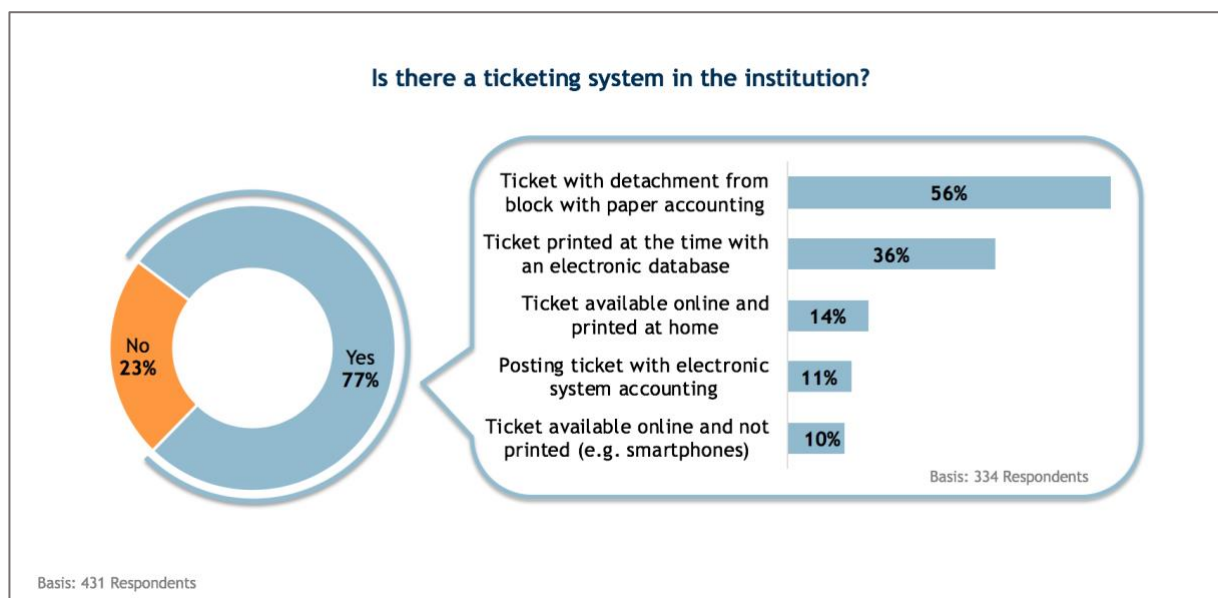 Is there a ticketing system in the institution?
No
23%
Yes
77%
Ticket with detachment from
block with paper accounting
56%
Ticket printed at the time with
an electronic database
36%
Ticket available online and
printed at home
14%
Posting ticket with electronic
system accounting
11%
Ticket available online and not
printed (e.g. smartphones)
10%
Basis: 334 Respondents
Basis: 431 Respondents